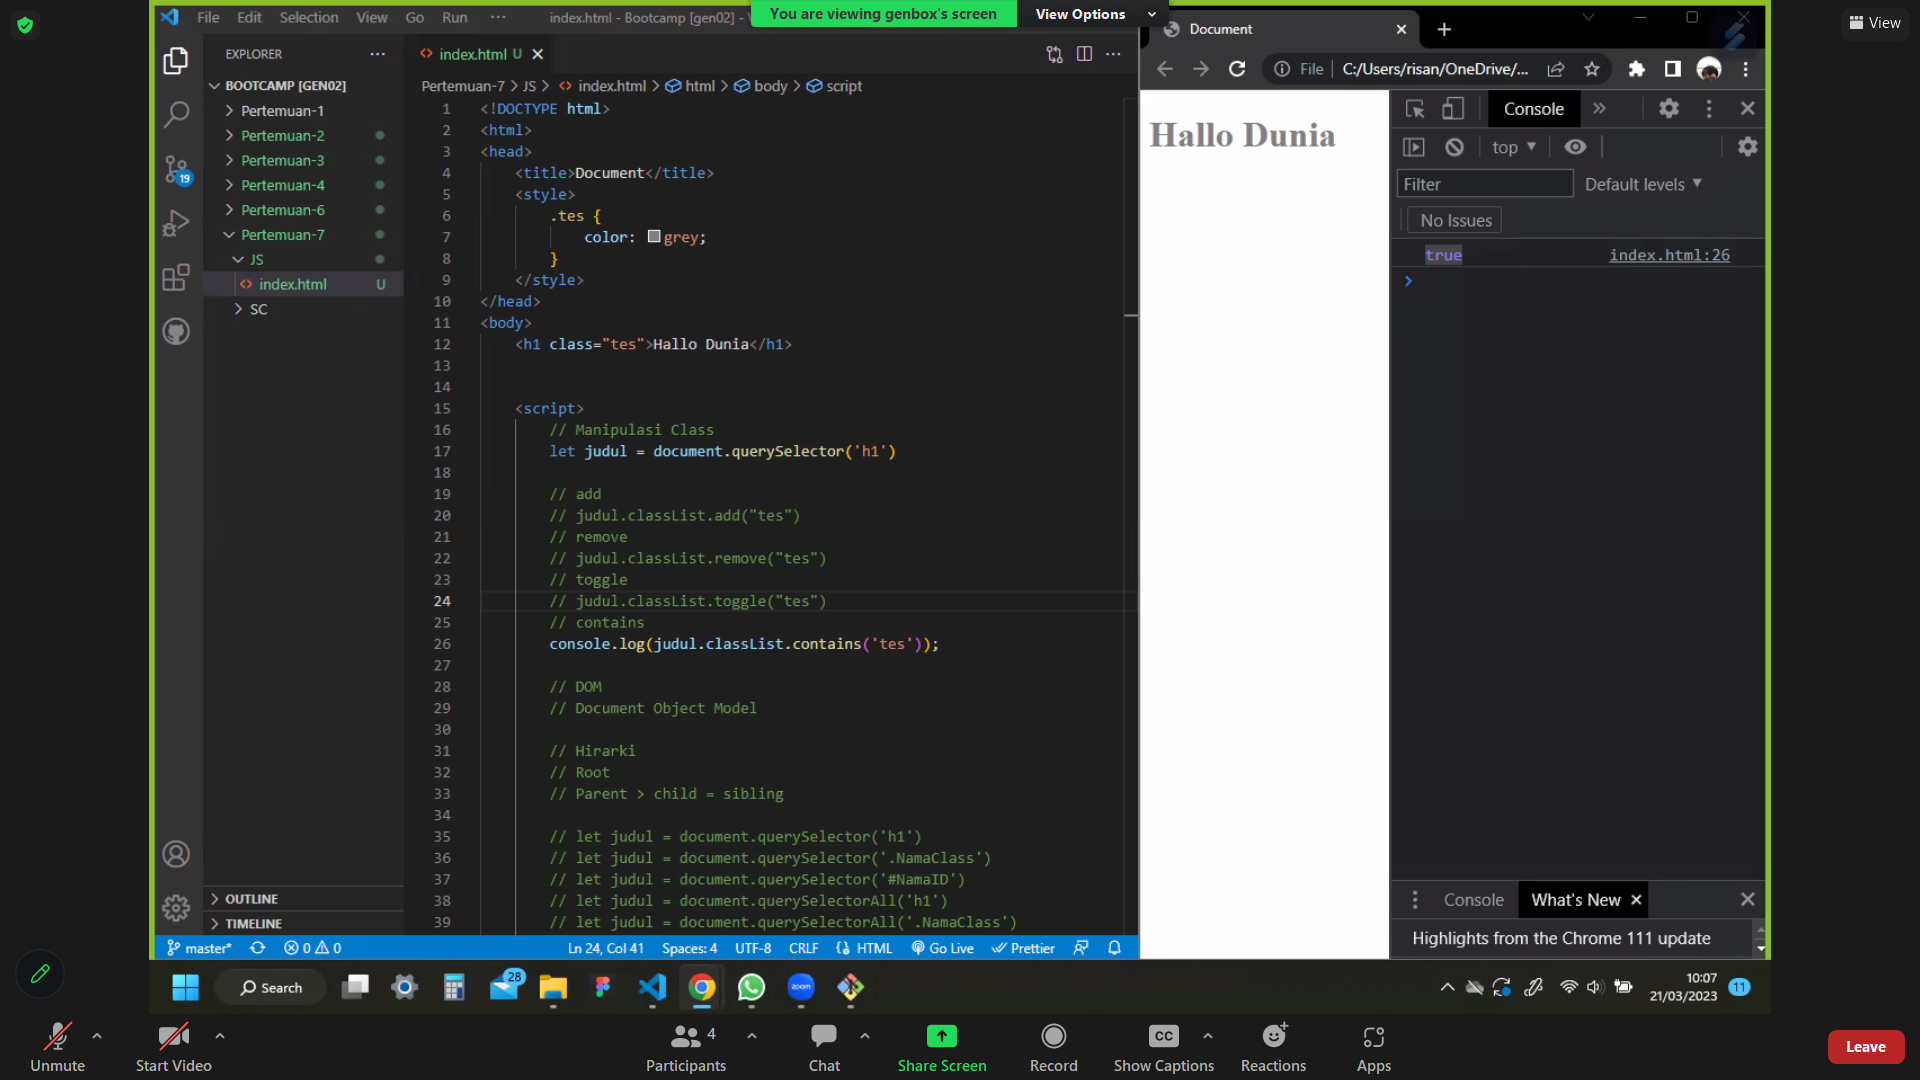 File Edit Selection View Go Run ··· index.html - Bootcamp [gen02] -
You are viewing genbox's screen View Options
View
EXPLORER ···
BOOTCAMP [GEN02]
Pertemuan-1
Pertemuan-2
Pertemuan-3
Pertemuan-4
Pertemuan-6
Pertemuan-7
JS
index.html U
SC
19
OUTLINE
TIMELINE
index.html U
Pertemuan-7 > JS > index.html > html > body > script
1 <!DOCTYPE html>
2 <html>
3 <head>
4 <title>Document</title>
5 <style>
6 .tes {
7 color: grey;
8 }
9 </style>
10 </head>
11 <body>
12 <h1 class="tes">Hallo Dunia</h1>
13
14
15 <script>
16 // Manipulasi Class
17 let judul = document.querySelector('h1')
18
19 // add
20 // judul.classList.add("tes")
21 // remove
22 // judul.classList.remove("tes")
23 // toggle
24 // judul.classList.toggle("tes")
25 // contains
26 console.log(judul.classList.contains('tes'));
27
28 // DOM
29 // Document Object Model
30
31 // Hirarki
32 // Root
33 // Parent > child = sibling
34
35 // let judul = document.querySelector('h1')
36 // let judul = document.querySelector('.NamaClass')
37 // let judul = document.querySelector('#NamaID')
38 // let judul = document.querySelectorAll('h1')
39 // let judul = document.querySelectorAll('.NamaClass')
master* 0 0 Ln 24, Col 41 Spaces: 4 UTF-8 CRLF HTML Go Live Prettier
Document
File C:/Users/risan/OneDrive/...
Hallo Dunia
Console
top
Filter Default levels
No Issues
true index.html:26
Console What's New
Highlights from the Chrome 111 update
Search 28 zoom
10:07
21/03/2023
11
Unmute Start Video Participants 4 Chat Share Screen Record CC Show Captions Reactions Apps Leave